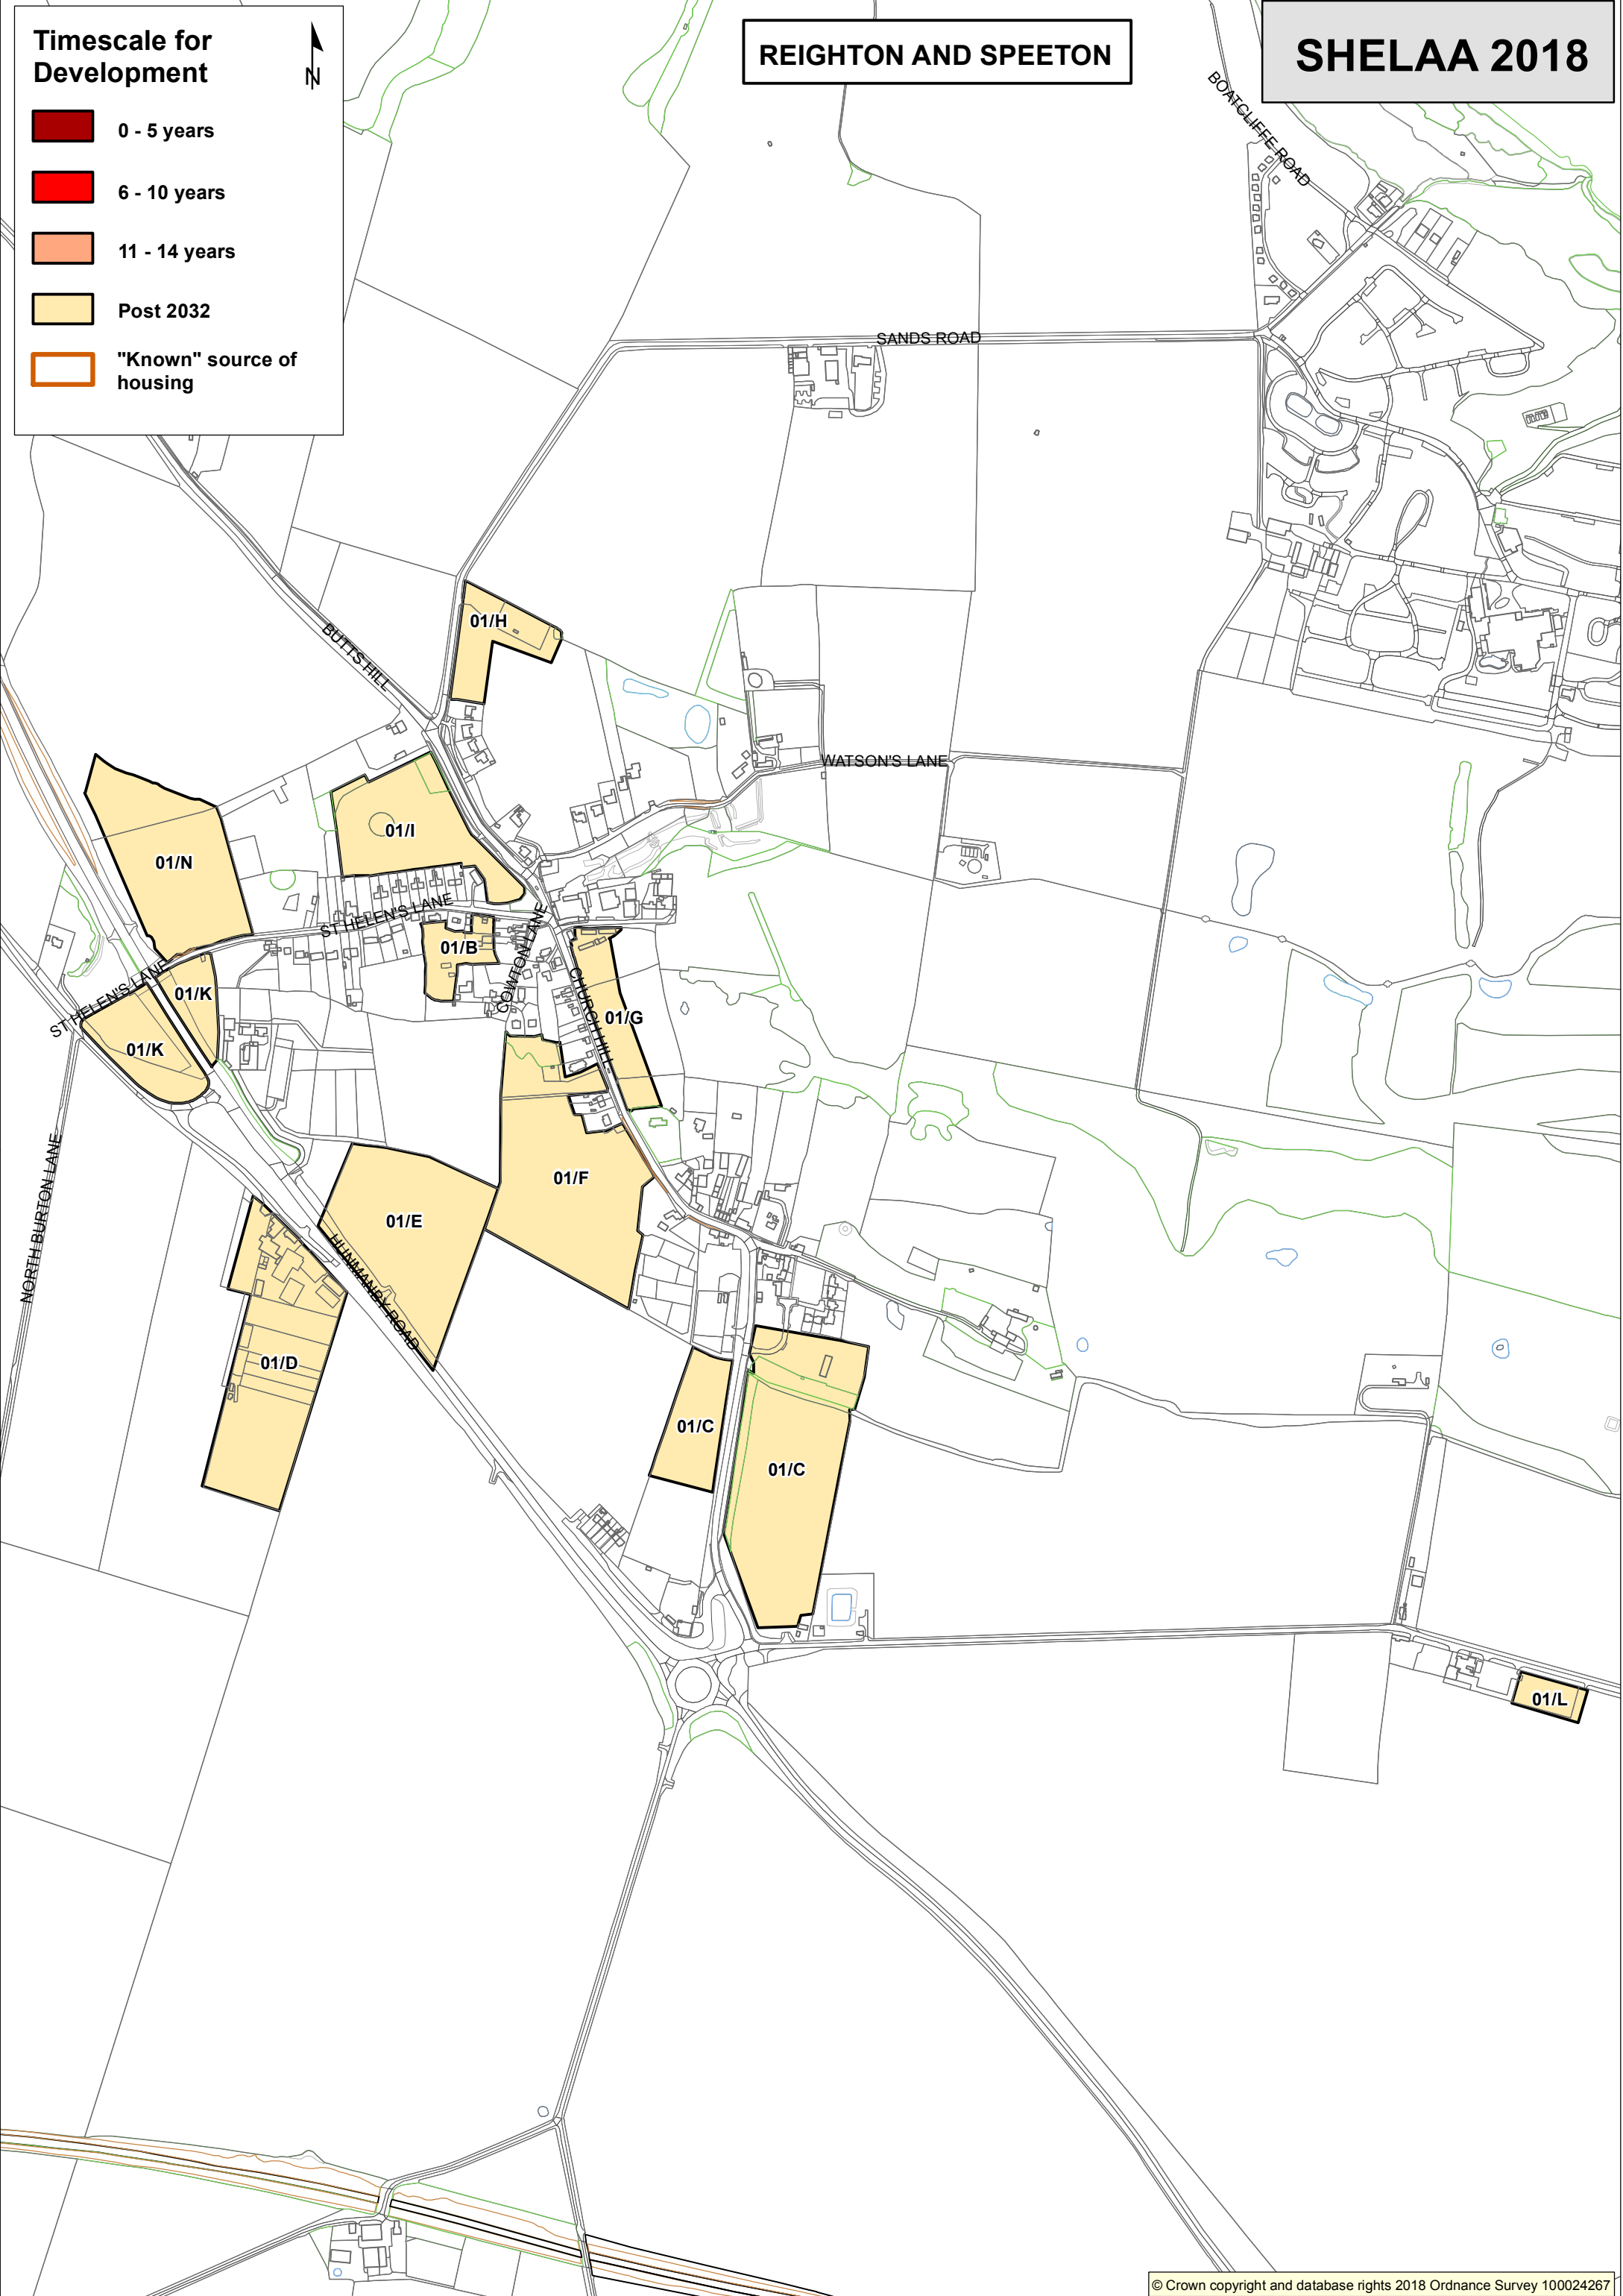 Timescale for
Development
N
0 - 5 years
6 - 10 years
11 - 14 years
Post 2032
"Known" source of
housing
REIGHTON AND SPEETON
SHELAA 2018
BOATCLIFFE ROAD
SANDS ROAD
01/H
BUTTS HILL
WATSON'S LANE
01/I
01/N
ST HELEN'S LANE
01/B
COWTON LANE
CHURCH HILL
01/K
ST HELEN'S LANE
01/G
01/K
NORTH BURTON LANE
01/F
01/E
HUNMANBY ROAD
01/D
01/C
01/C
01/L
© Crown copyright and database rights 2018 Ordnance Survey 100024267